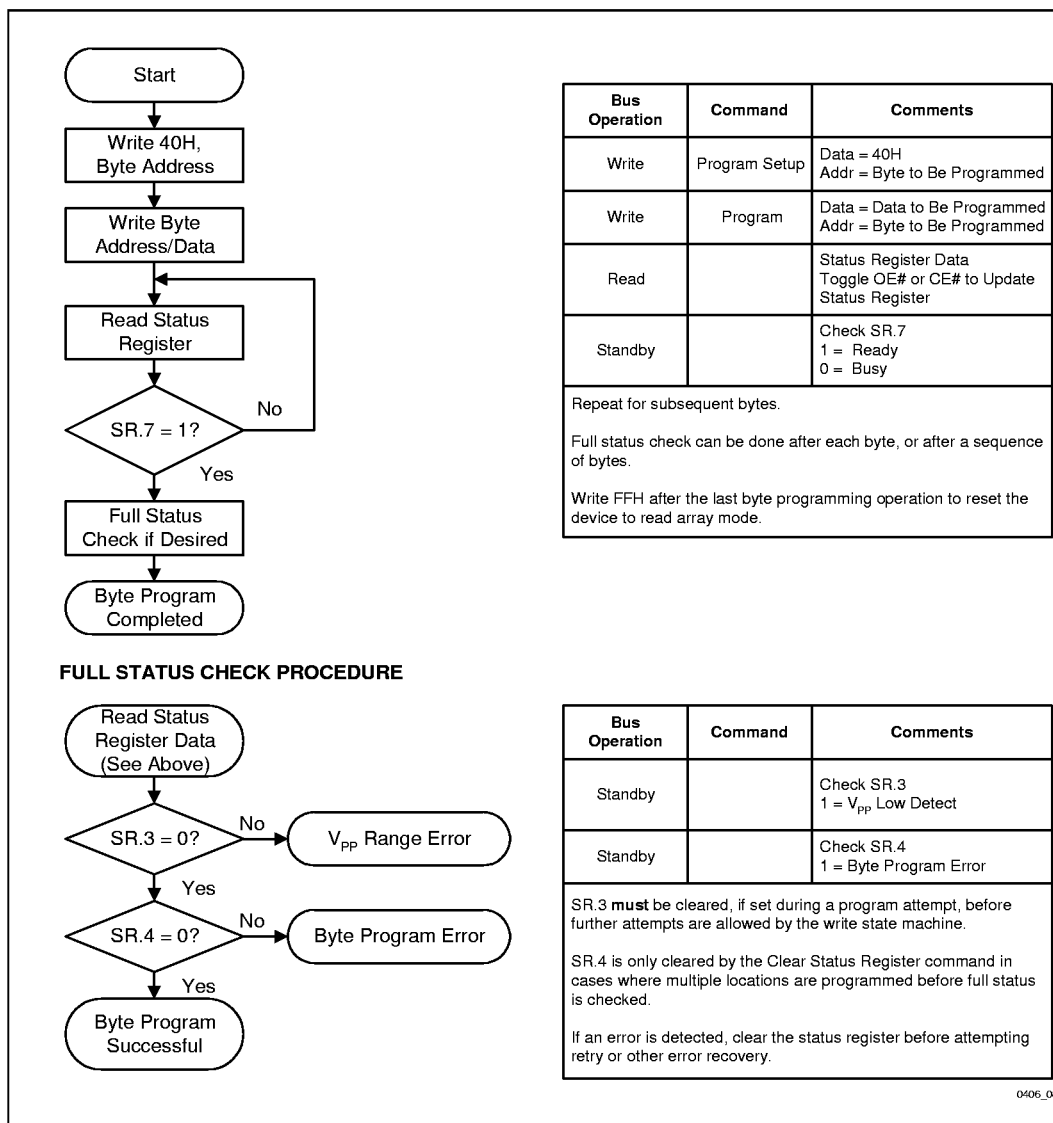 Start
Write 40H,
Byte Address
Write Byte
Address/Data
Read Status
Register
SR.7 = 1?
No
Yes
Full Status
Check if Desired
Byte Program
Completed
Bus
Operation
Command
Comments
Write
Program Setup
Data = 40H
Addr = Byte to Be Programmed
Write
Program
Data = Data to Be Programmed
Addr = Byte to Be Programmed
Read
Status Register Data
Toggle OE# or CE# to Update
Status Register
Standby
Check SR.7
1 = Ready
0 = Busy
Repeat for subsequent bytes.
Full status check can be done after each byte, or after a sequence
of bytes.
Write FFH after the last byte programming operation to reset the
device to read array mode.
FULL STATUS CHECK PROCEDURE
Read Status
Register Data
(See Above)
SR.3 = 0?
No
VPP Range Error
Yes
SR.4 = 0?
No
Byte Program Error
Yes
Byte Program
Successful
Bus
Operation
Command
Comments
Standby
Check SR.3
1 = VPP Low Detect
Standby
Check SR.4
1 = Byte Program Error
SR.3 must be cleared, if set during a program attempt, before
further attempts are allowed by the write state machine.
SR.4 is only cleared by the Clear Status Register command in
cases where multiple locations are programmed before full status
is checked.
If an error is detected, clear the status register before attempting
retry or other error recovery.